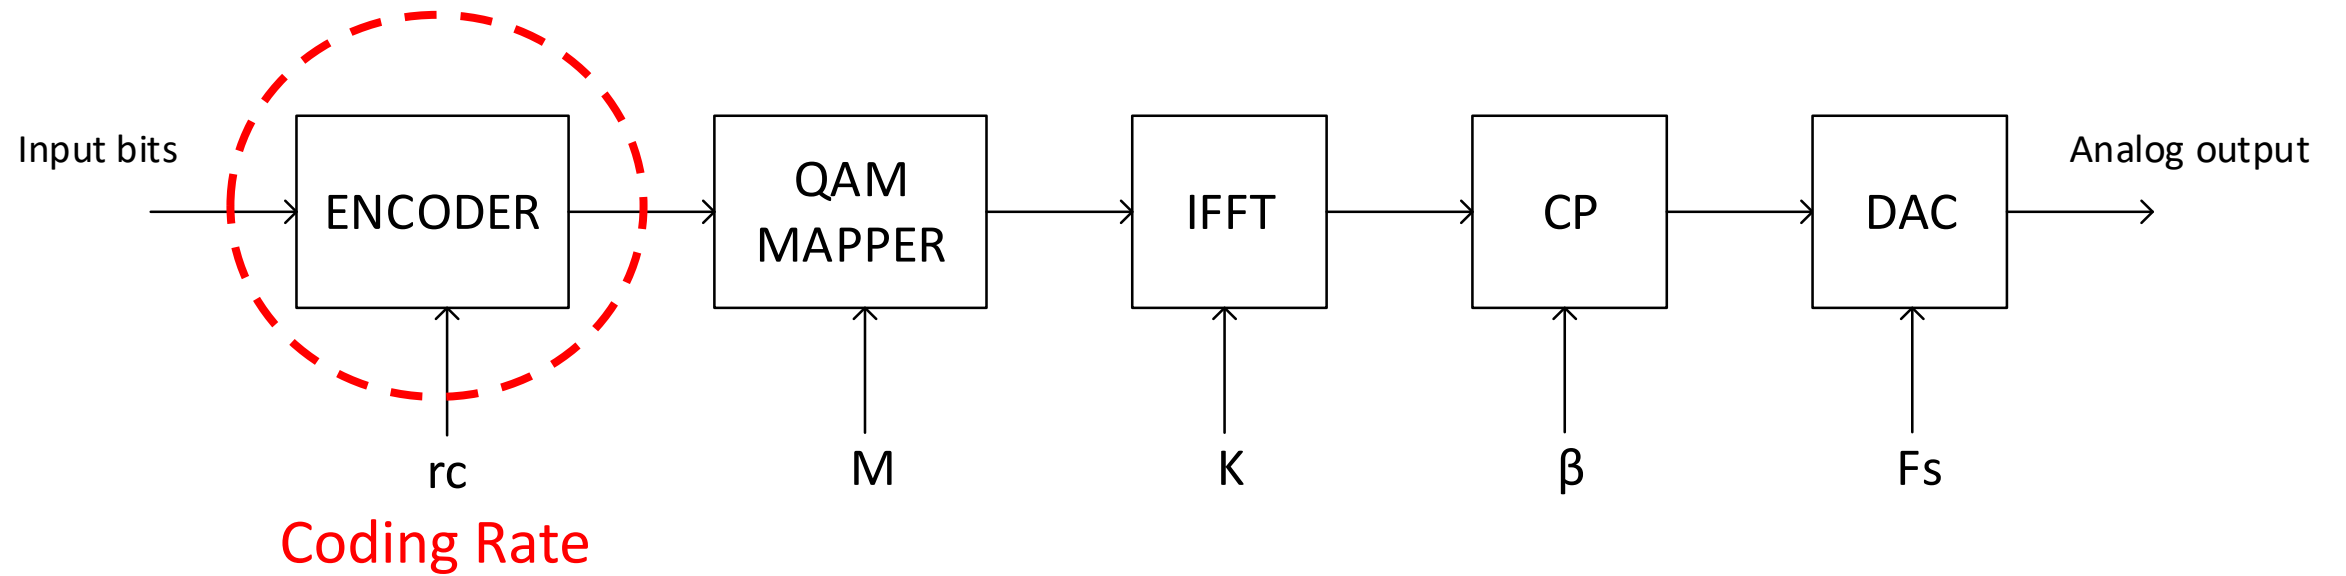 Input bits
ENCODER
QAM
MAPPER
IFFT
CP
DAC
Analog output
rc
M
K
β
Fs
Coding Rate